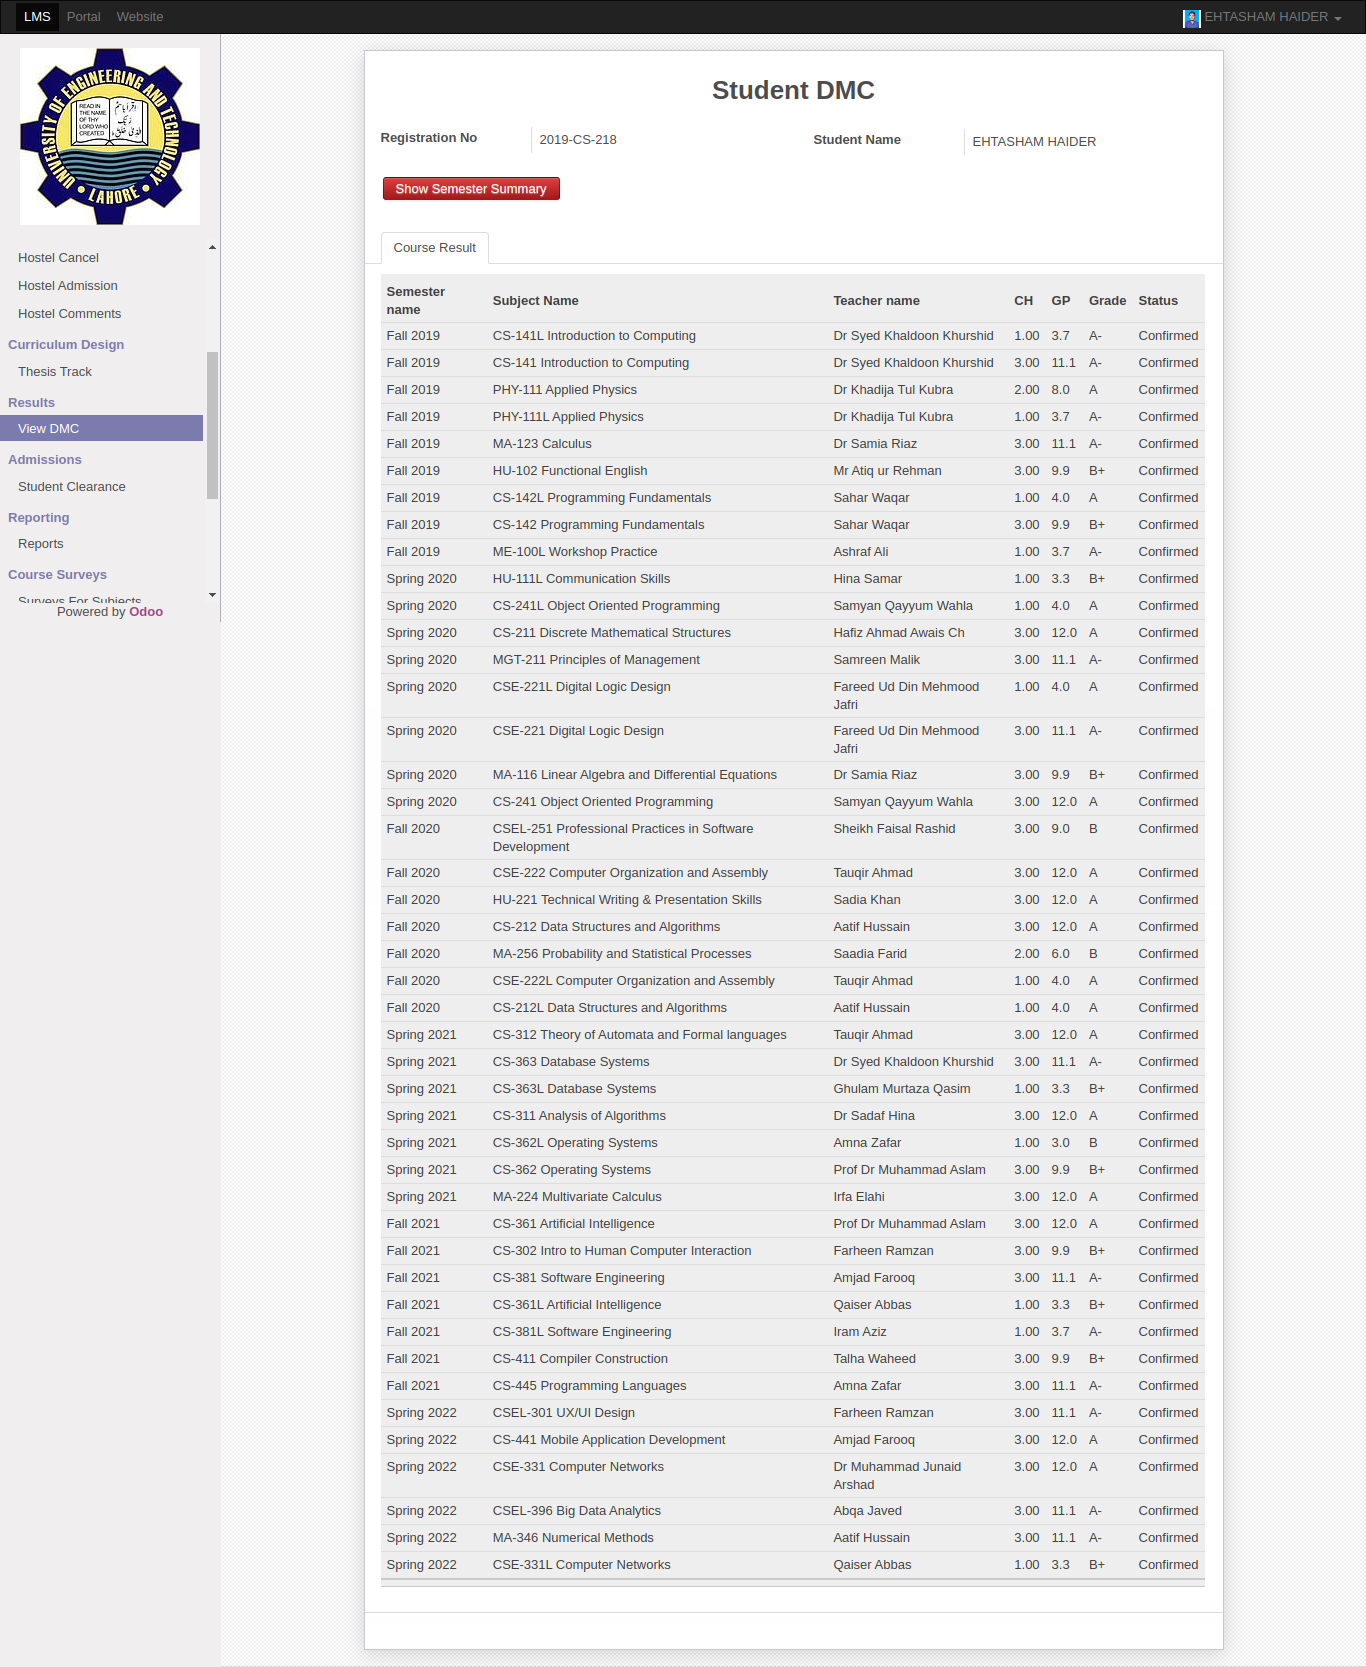 LMS Portal Website EHTASHAM HAIDER
UNIVERSITY OF ENGINEERING AND TECHNOLOGY
LAHORE
READ IN
THE NAME
OF THY
LORD WHO
CREATED
Hostel Cancel
Hostel Admission
Hostel Comments
Curriculum Design
Thesis Track
Results
View DMC
Admissions
Student Clearance
Reporting
Reports
Course Surveys
Surveys For Subjects
Powered by Odoo
Student DMC
Registration No 2019-CS-218 Student Name EHTASHAM HAIDER
Show Semester Summary
Course Result
Semester name Subject Name Teacher name CH GP Grade Status
Fall 2019 CS-141L Introduction to Computing Dr Syed Khaldoon Khurshid 1.00 3.7 A- Confirmed
Fall 2019 CS-141 Introduction to Computing Dr Syed Khaldoon Khurshid 3.00 11.1 A- Confirmed
Fall 2019 PHY-111 Applied Physics Dr Khadija Tul Kubra 2.00 8.0 A Confirmed
Fall 2019 PHY-111L Applied Physics Dr Khadija Tul Kubra 1.00 3.7 A- Confirmed
Fall 2019 MA-123 Calculus Dr Samia Riaz 3.00 11.1 A- Confirmed
Fall 2019 HU-102 Functional English Mr Atiq ur Rehman 3.00 9.9 B+ Confirmed
Fall 2019 CS-142L Programming Fundamentals Sahar Waqar 1.00 4.0 A Confirmed
Fall 2019 CS-142 Programming Fundamentals Sahar Waqar 3.00 9.9 B+ Confirmed
Fall 2019 ME-100L Workshop Practice Ashraf Ali 1.00 3.7 A- Confirmed
Spring 2020 HU-111L Communication Skills Hina Samar 1.00 3.3 B+ Confirmed
Spring 2020 CS-241L Object Oriented Programming Samyan Qayyum Wahla 1.00 4.0 A Confirmed
Spring 2020 CS-211 Discrete Mathematical Structures Hafiz Ahmad Awais Ch 3.00 12.0 A Confirmed
Spring 2020 MGT-211 Principles of Management Samreen Malik 3.00 11.1 A- Confirmed
Spring 2020 CSE-221L Digital Logic Design Fareed Ud Din Mehmood Jafri 1.00 4.0 A Confirmed
Spring 2020 CSE-221 Digital Logic Design Fareed Ud Din Mehmood Jafri 3.00 11.1 A- Confirmed
Spring 2020 MA-116 Linear Algebra and Differential Equations Dr Samia Riaz 3.00 9.9 B+ Confirmed
Spring 2020 CS-241 Object Oriented Programming Samyan Qayyum Wahla 3.00 12.0 A Confirmed
Fall 2020 CSEL-251 Professional Practices in Software Development Sheikh Faisal Rashid 3.00 9.0 B Confirmed
Fall 2020 CSE-222 Computer Organization and Assembly Tauqir Ahmad 3.00 12.0 A Confirmed
Fall 2020 HU-221 Technical Writing & Presentation Skills Sadia Khan 3.00 12.0 A Confirmed
Fall 2020 CS-212 Data Structures and Algorithms Aatif Hussain 3.00 12.0 A Confirmed
Fall 2020 MA-256 Probability and Statistical Processes Saadia Farid 2.00 6.0 B Confirmed
Fall 2020 CSE-222L Computer Organization and Assembly Tauqir Ahmad 1.00 4.0 A Confirmed
Fall 2020 CS-212L Data Structures and Algorithms Aatif Hussain 1.00 4.0 A Confirmed
Spring 2021 CS-312 Theory of Automata and Formal languages Tauqir Ahmad 3.00 12.0 A Confirmed
Spring 2021 CS-363 Database Systems Dr Syed Khaldoon Khurshid 3.00 11.1 A- Confirmed
Spring 2021 CS-363L Database Systems Ghulam Murtaza Qasim 1.00 3.3 B+ Confirmed
Spring 2021 CS-311 Analysis of Algorithms Dr Sadaf Hina 3.00 12.0 A Confirmed
Spring 2021 CS-362L Operating Systems Amna Zafar 1.00 3.0 B Confirmed
Spring 2021 CS-362 Operating Systems Prof Dr Muhammad Aslam 3.00 9.9 B+ Confirmed
Spring 2021 MA-224 Multivariate Calculus Irfa Elahi 3.00 12.0 A Confirmed
Fall 2021 CS-361 Artificial Intelligence Prof Dr Muhammad Aslam 3.00 12.0 A Confirmed
Fall 2021 CS-302 Intro to Human Computer Interaction Farheen Ramzan 3.00 9.9 B+ Confirmed
Fall 2021 CS-381 Software Engineering Amjad Farooq 3.00 11.1 A- Confirmed
Fall 2021 CS-361L Artificial Intelligence Qaiser Abbas 1.00 3.3 B+ Confirmed
Fall 2021 CS-381L Software Engineering Iram Aziz 1.00 3.7 A- Confirmed
Fall 2021 CS-411 Compiler Construction Talha Waheed 3.00 9.9 B+ Confirmed
Fall 2021 CS-445 Programming Languages Amna Zafar 3.00 11.1 A- Confirmed
Spring 2022 CSEL-301 UX/UI Design Farheen Ramzan 3.00 11.1 A- Confirmed
Spring 2022 CS-441 Mobile Application Development Amjad Farooq 3.00 12.0 A Confirmed
Spring 2022 CSE-331 Computer Networks Dr Muhammad Junaid Arshad 3.00 12.0 A Confirmed
Spring 2022 CSEL-396 Big Data Analytics Abqa Javed 3.00 11.1 A- Confirmed
Spring 2022 MA-346 Numerical Methods Aatif Hussain 3.00 11.1 A- Confirmed
Spring 2022 CSE-331L Computer Networks Qaiser Abbas 1.00 3.3 B+ Confirmed